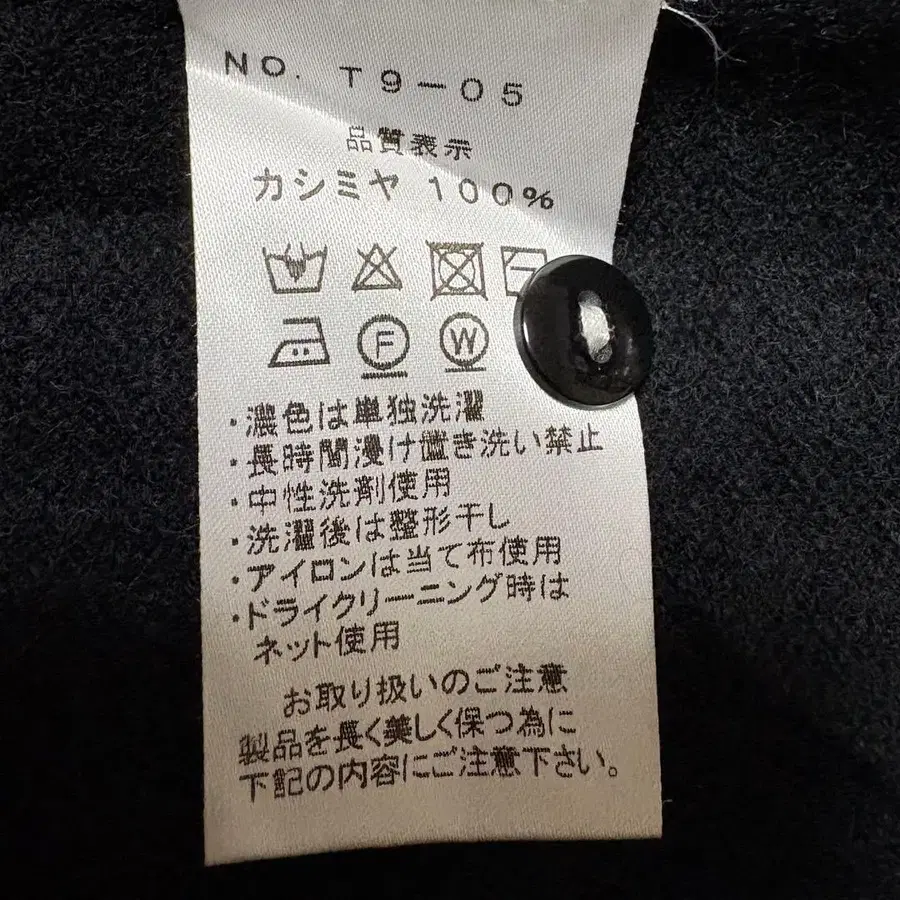 NO. T9-05
品質表示
カシミヤ 100%
F W
・濃色は単独洗濯
・長時間浸け置き洗い禁止
・中性洗剤使用
・洗濯後は整形干し
・アイロンは当て布使用
・ドライクリーニング時は
ネット使用
お取り扱いのご注意
製品を長く美しく保つ為に
下記の内容にご注意下さい。